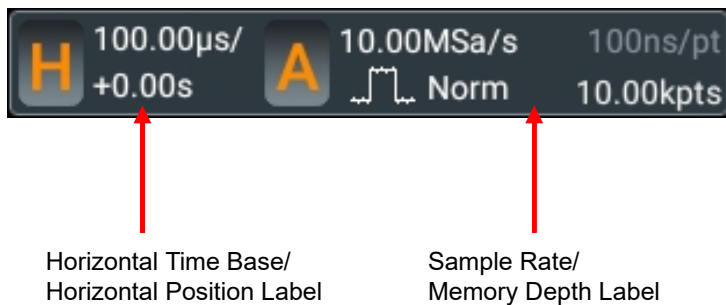 H 100.00µs/ A 10.00MSa/s 100ns/pt
+0.00s Norm 10.00kpts
Horizontal Time Base/ Sample Rate/
Horizontal Position Label Memory Depth Label